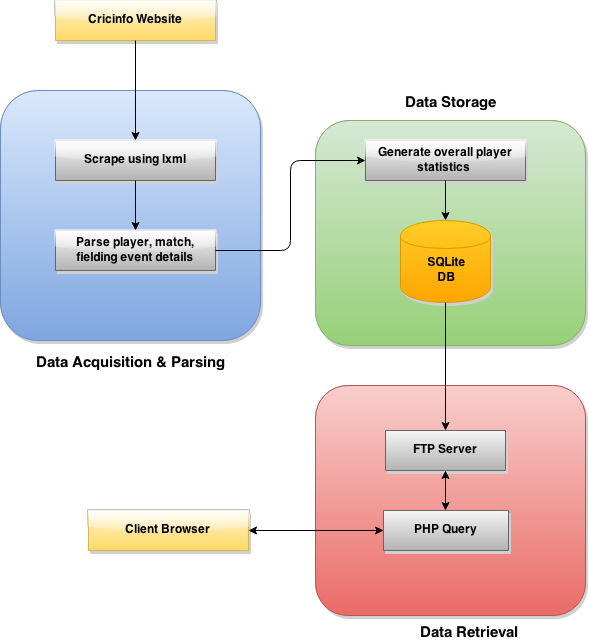 Cricinfo Website
Scrape using lxml
Parse player, match,
fielding event details
Data Acquisition & Parsing
Data Storage
Generate overall player
statistics
SQLite
DB
FTP Server
PHP Query
Client Browser
Data Retrieval